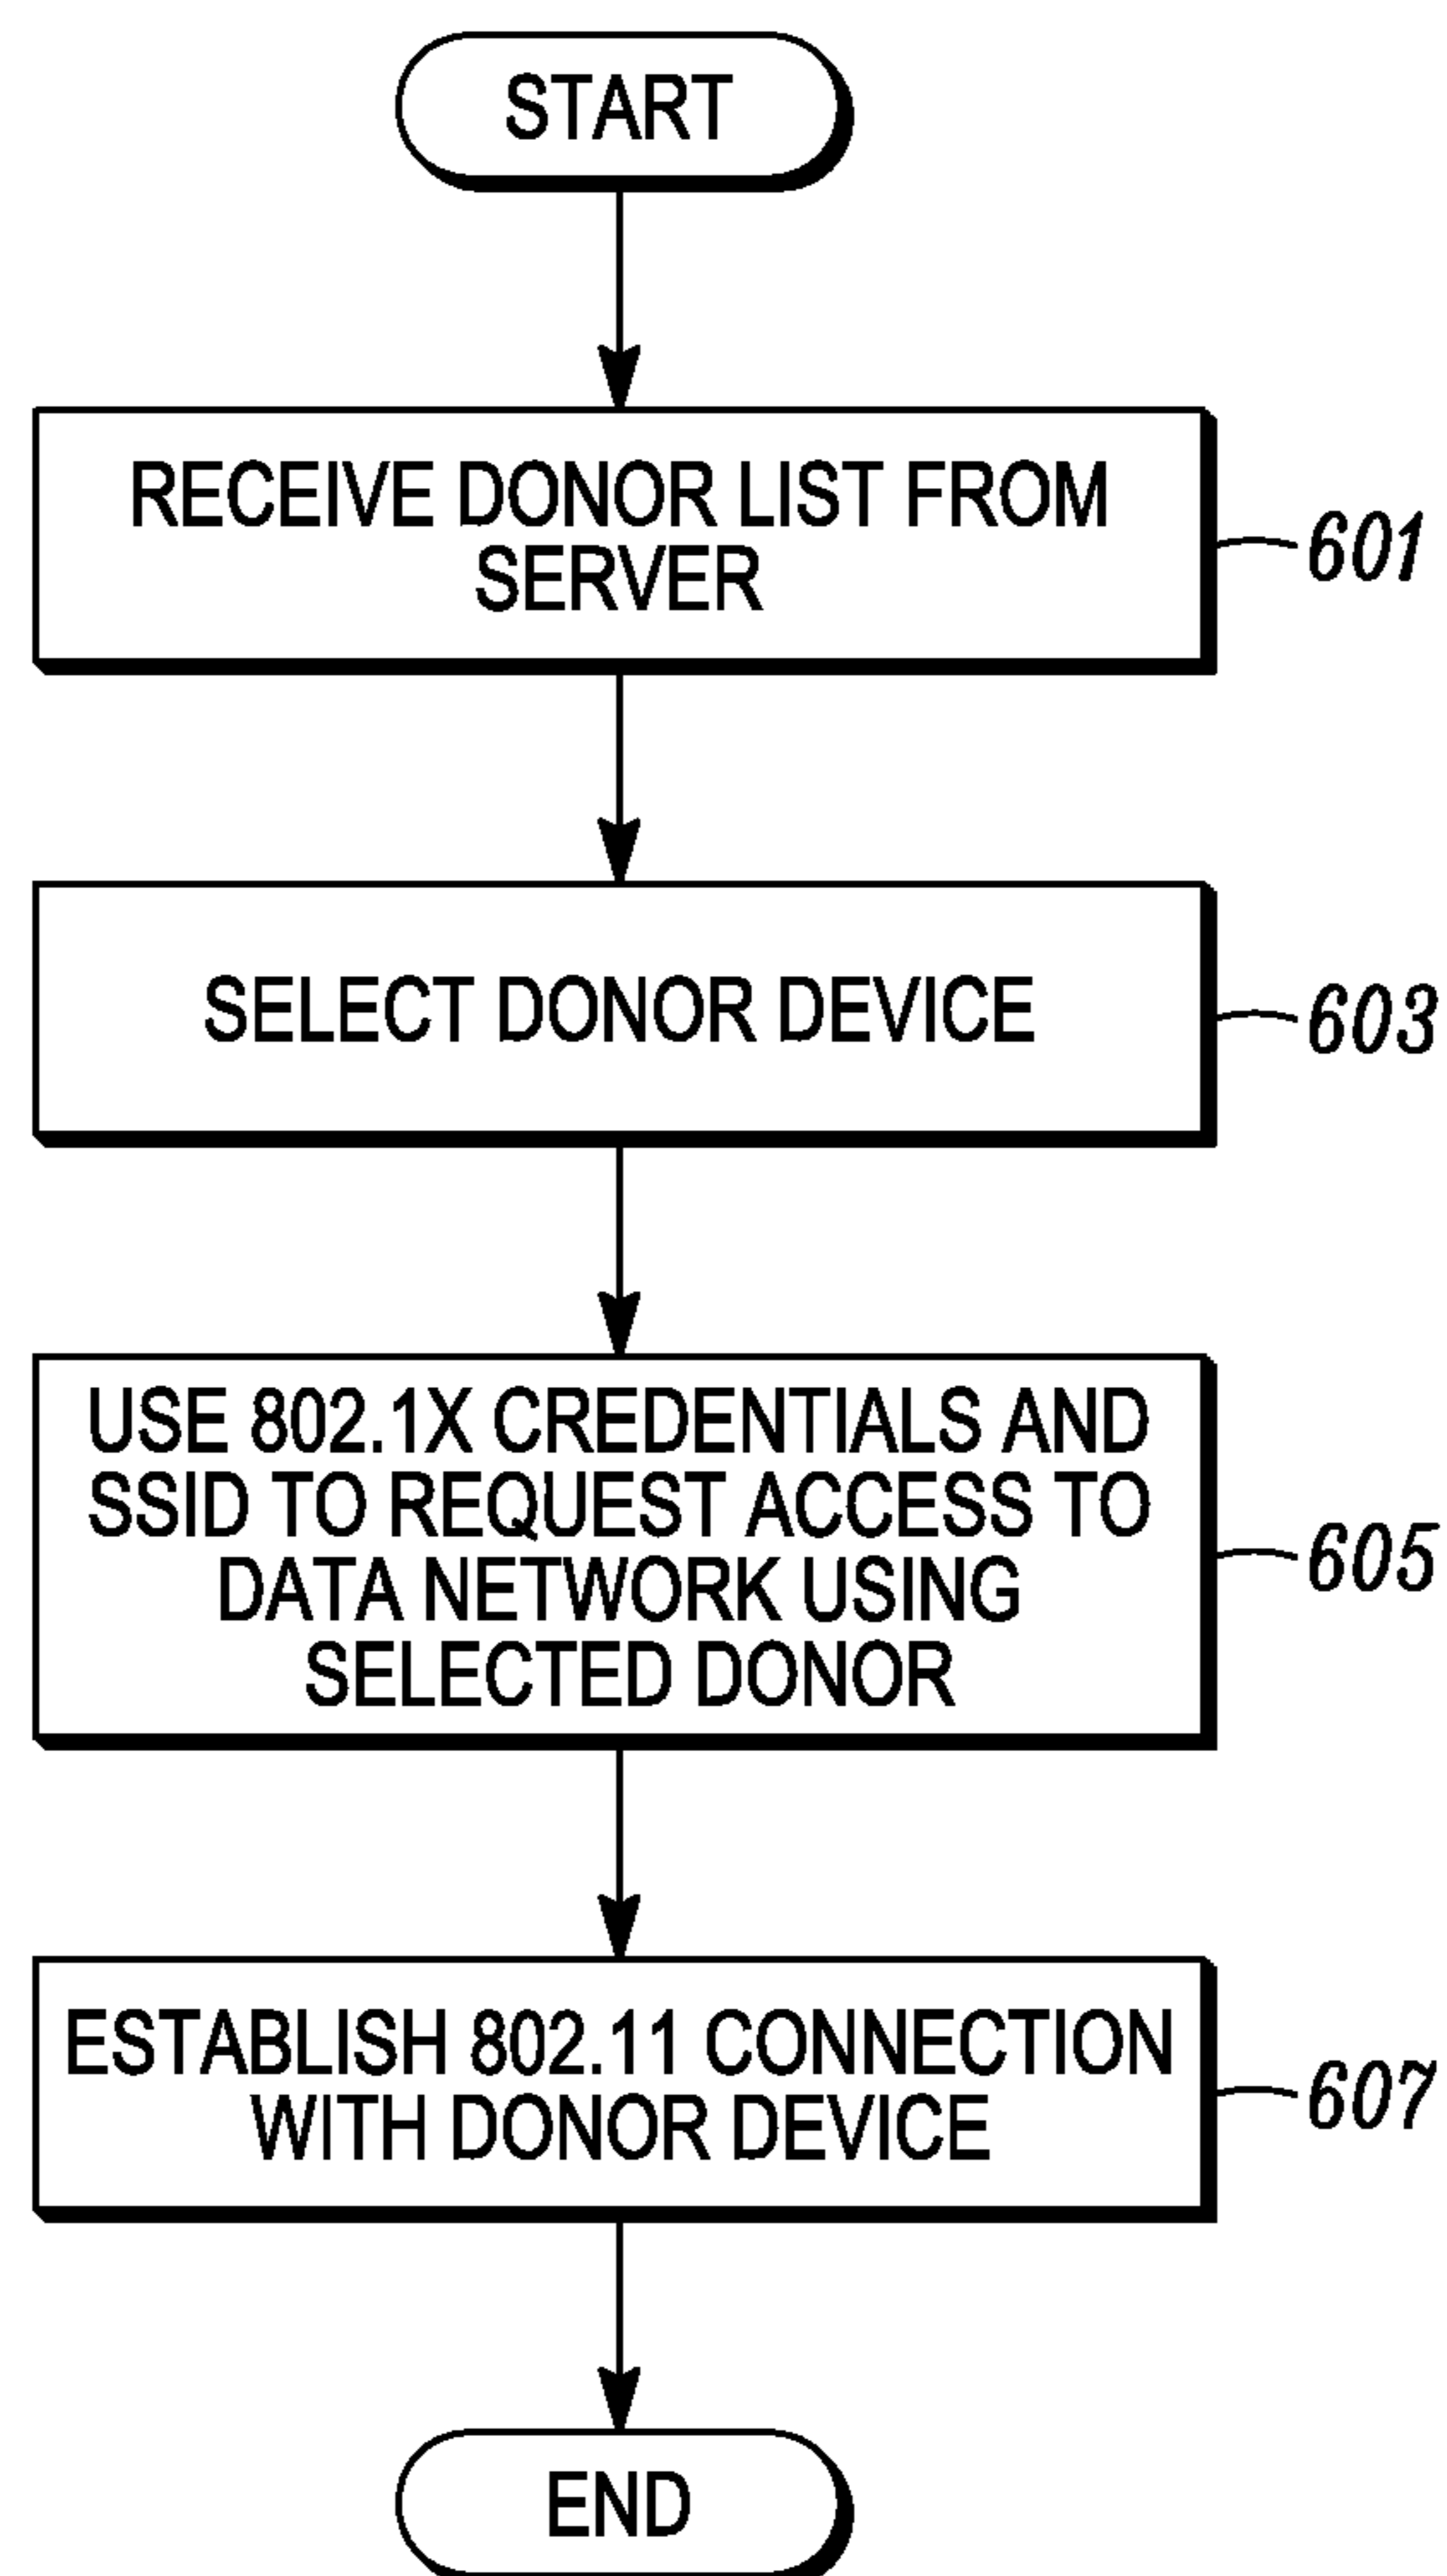 START
RECEIVE DONOR LIST FROM
SERVER
601
SELECT DONOR DEVICE
603
USE 802.1X CREDENTIALS AND
SSID TO REQUEST ACCESS TO
DATA NETWORK USING
SELECTED DONOR
605
ESTABLISH 802.11 CONNECTION
WITH DONOR DEVICE
607
END